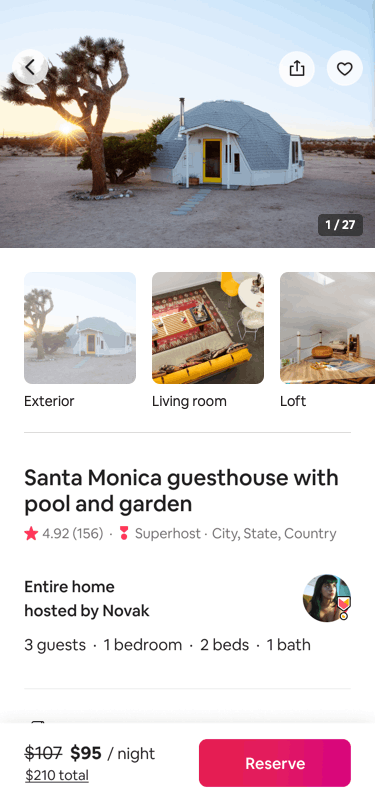 1 / 27
Exterior
Living room
Loft
Santa Monica guesthouse with
pool and garden
4.92 (156) · Superhost · City, State, Country
Entire home
hosted by Novak
3 guests · 1 bedroom · 2 beds · 1 bath
$107 $95 / night
$210 total
Reserve